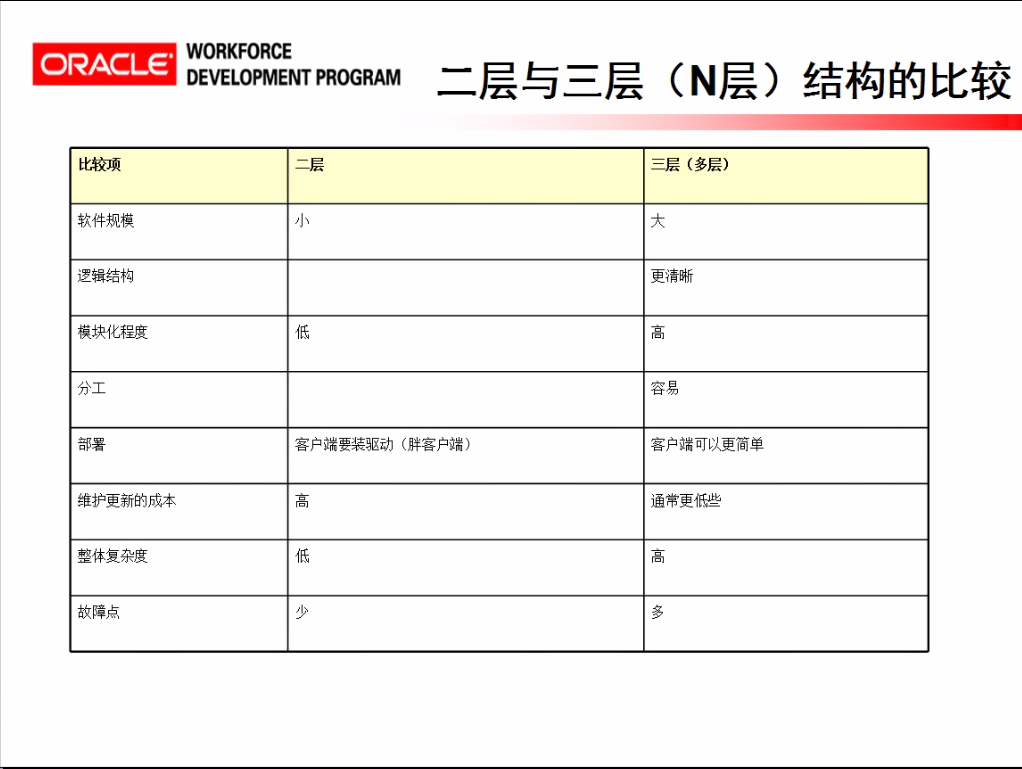 ORACLE WORKFORCE
DEVELOPMENT PROGRAM
二层与三层（N层）结构的比较
比较项 二层 三层（多层）
软件规模 小 大
逻辑结构 更清晰
模块化程度 低 高
分工 容易
部署 客户端要装驱动（胖客户端） 客户端可以更简单
维护更新的成本 高 通常更低些
整体复杂度 低 高
故障点 少 多